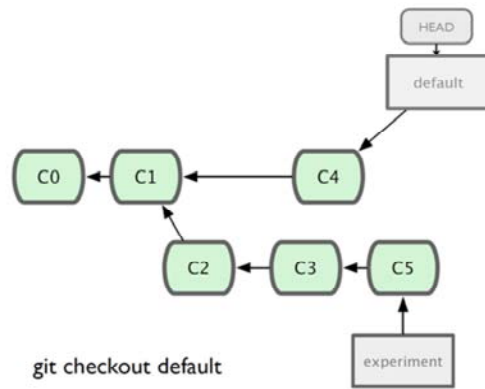 HEAD
default
C0 C1 C4
C2 C3 C5
experiment
git checkout default